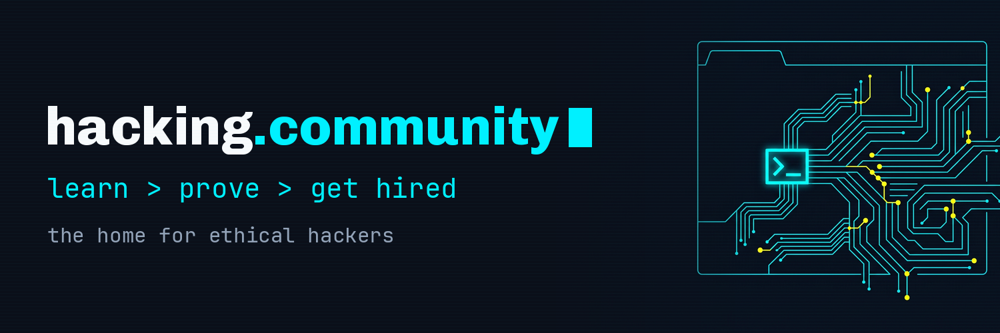 hacking.community
learn > prove > get hired
the home for ethical hackers
>_